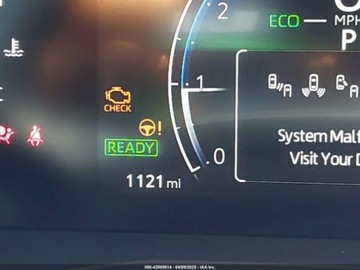 2
ECO
MPH
P
1
A A
CHECK
!
READY
0
1121 mi
System Malf
Visit Your D
000-42000614 - 04/09/2025 - IAA Inc.